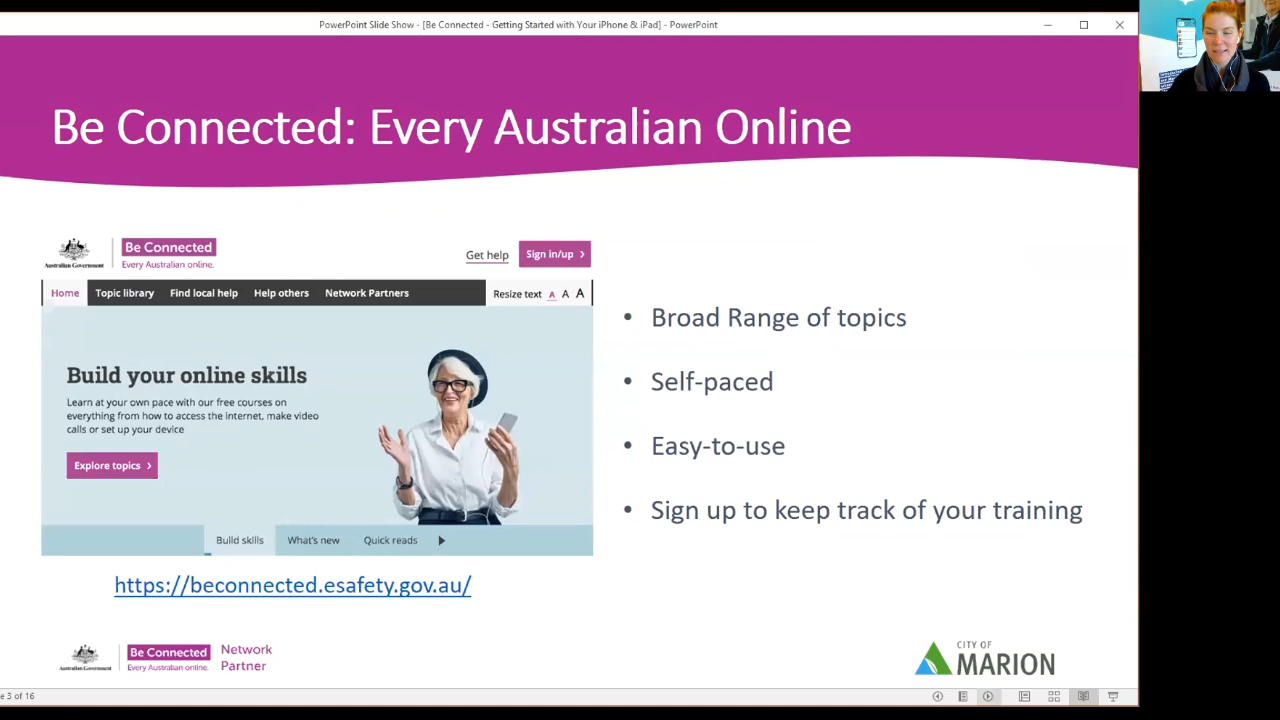 PowerPoint Slide Show - [Be Connected - Getting Started with Your iPhone & iPad] - PowerPoint
Be Connected: Every Australian Online
Australian Government
Be Connected
Every Australian online.
Get help
Sign in/up
Home
Topic library
Find local help
Help others
Network Partners
Resize text A A A
Build your online skills
Learn at your own pace with our free courses on
everything from how to access the internet, make video
calls or set up your device
Explore topics
Build skills
What's new
Quick reads
https://beconnected.esafety.gov.au/
• Broad Range of topics
• Self-paced
• Easy-to-use
• Sign up to keep track of your training
Australian Government
Be Connected
Every Australian online.
Network
Partner
CITY OF
MARION
e 3 of 16